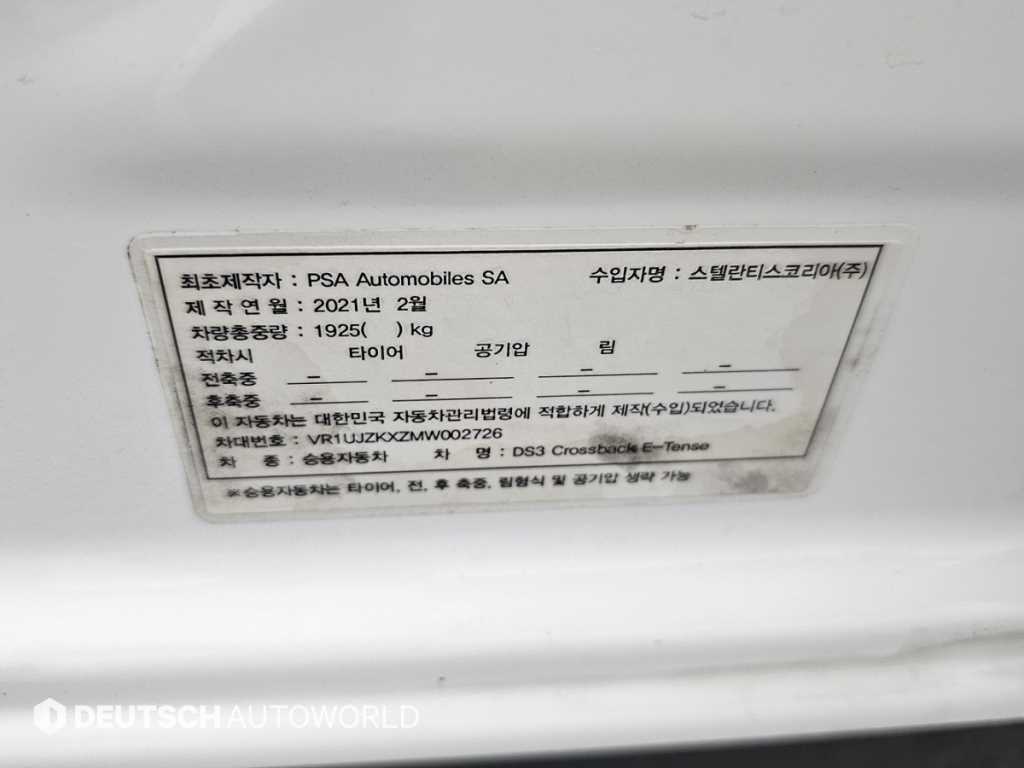 최초제작자 : PSA Automobiles SA 수입자명 : 스텔란티스코리아(주)
제 작 연 월 : 2021년 2월
차량총중량 : 1925( ) kg
적차시 타이어 공기압 림
전축중 – – – –
후축중 – – – –
이 자동차는 대한민국 자동차관리법령에 적합하게 제작(수입)되었습니다.
차대번호 : VR1UJZKXZMW002726
차 종 : 승용자동차 차 명 : DS3 Crossback E-Tense
※승용자동차는 타이어, 전, 후 축중, 림형식 및 공기압 생략 가능
DEUTSCH AUTOWORLD